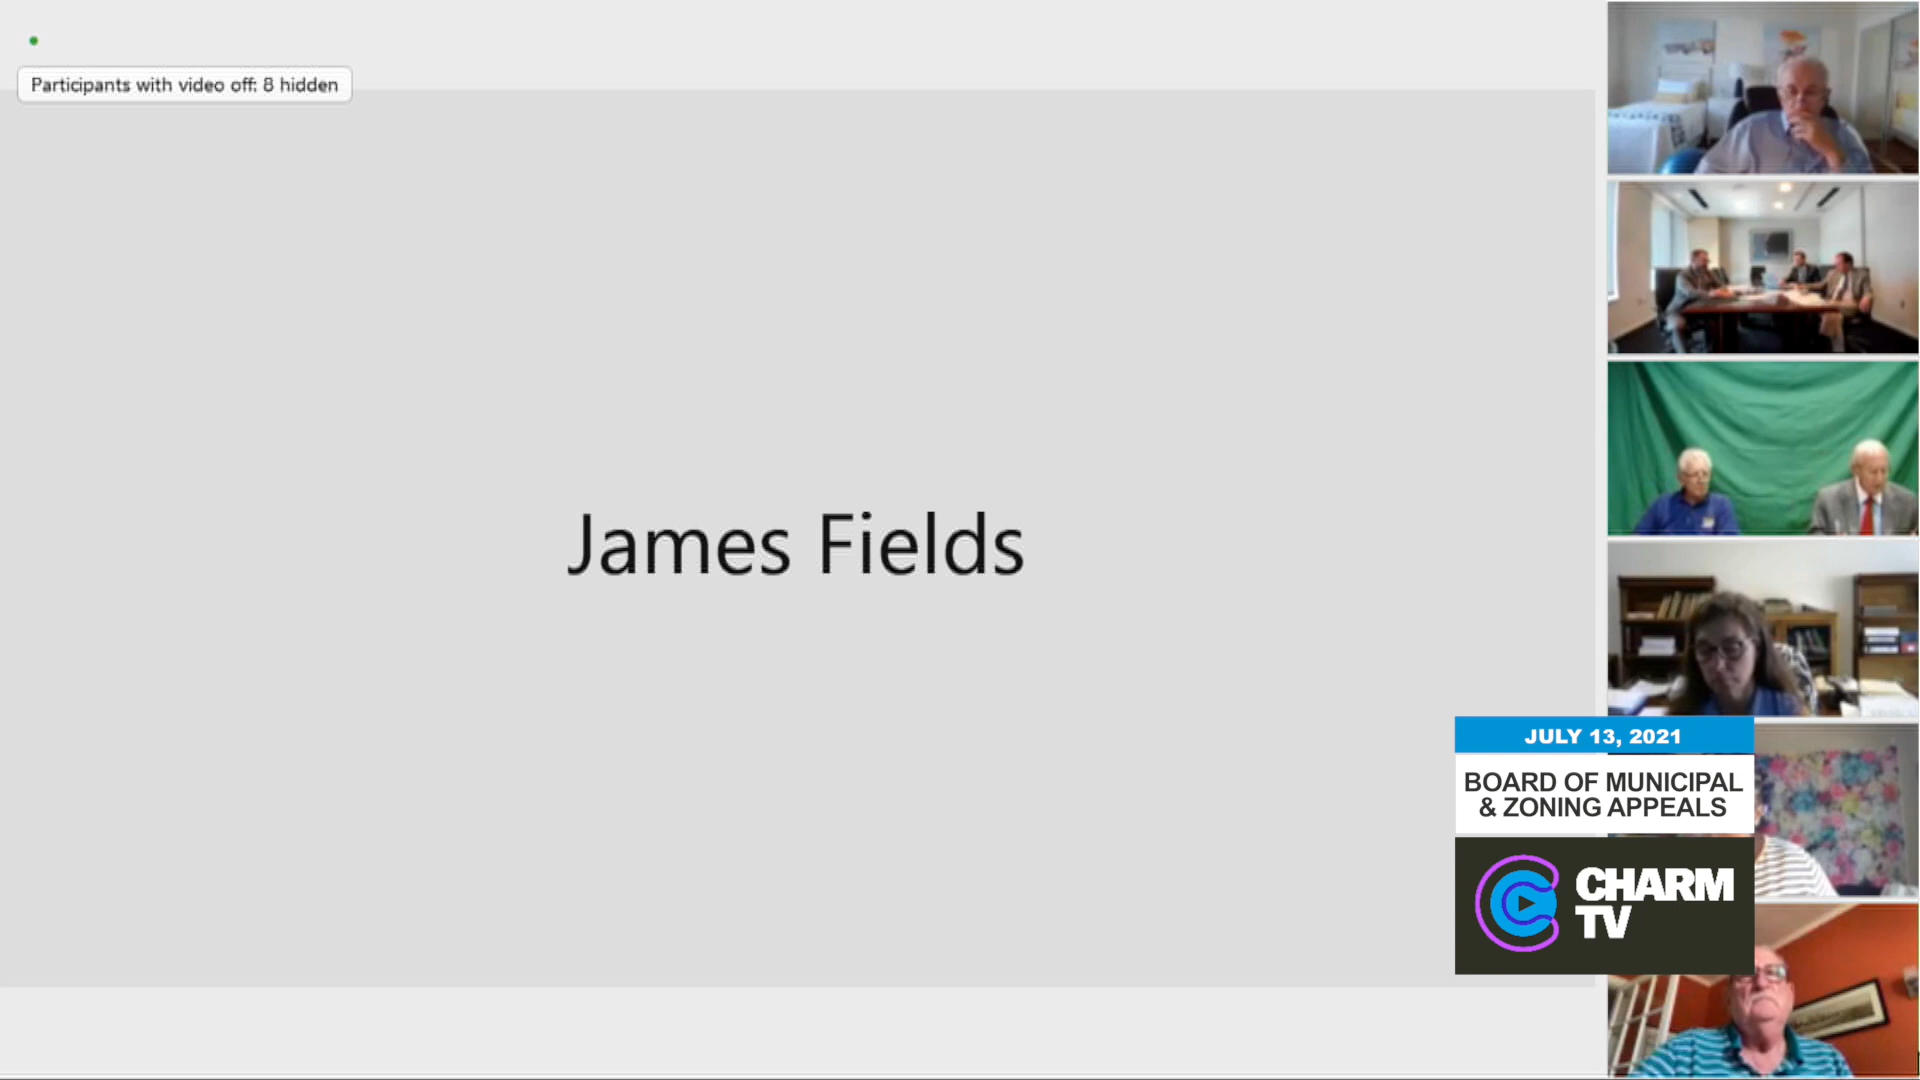 Participants with video off: 8 hidden
James Fields
JULY 13, 2021
BOARD OF MUNICIPAL
& ZONING APPEALS
CHARM
TV